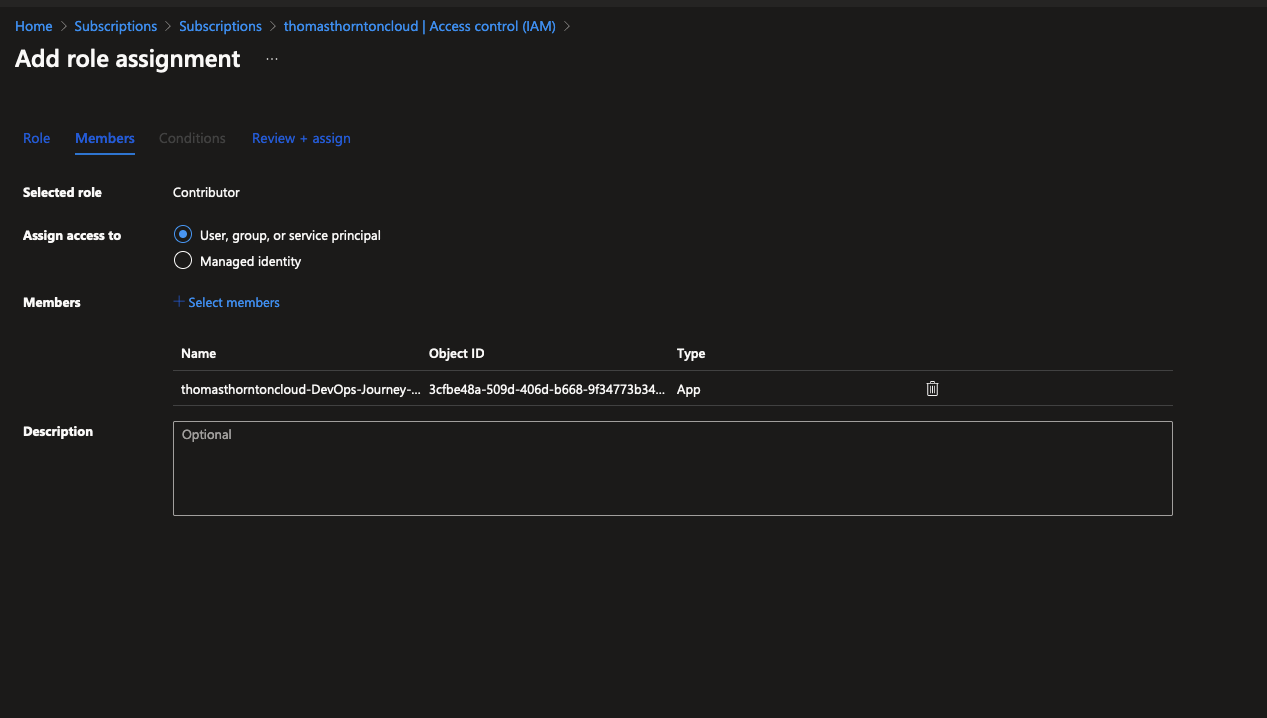 Home > Subscriptions > Subscriptions > thomasthorntoncloud | Access control (IAM) >
Add role assignment ...
Role Members Conditions Review + assign
Selected role Contributor
Assign access to User, group, or service principal
Managed identity
Members + Select members
Name Object ID Type
thomasthorntoncloud-DevOps-Journey-... 3cfbe48a-509d-406d-b668-9f34773b34... App
Description Optional